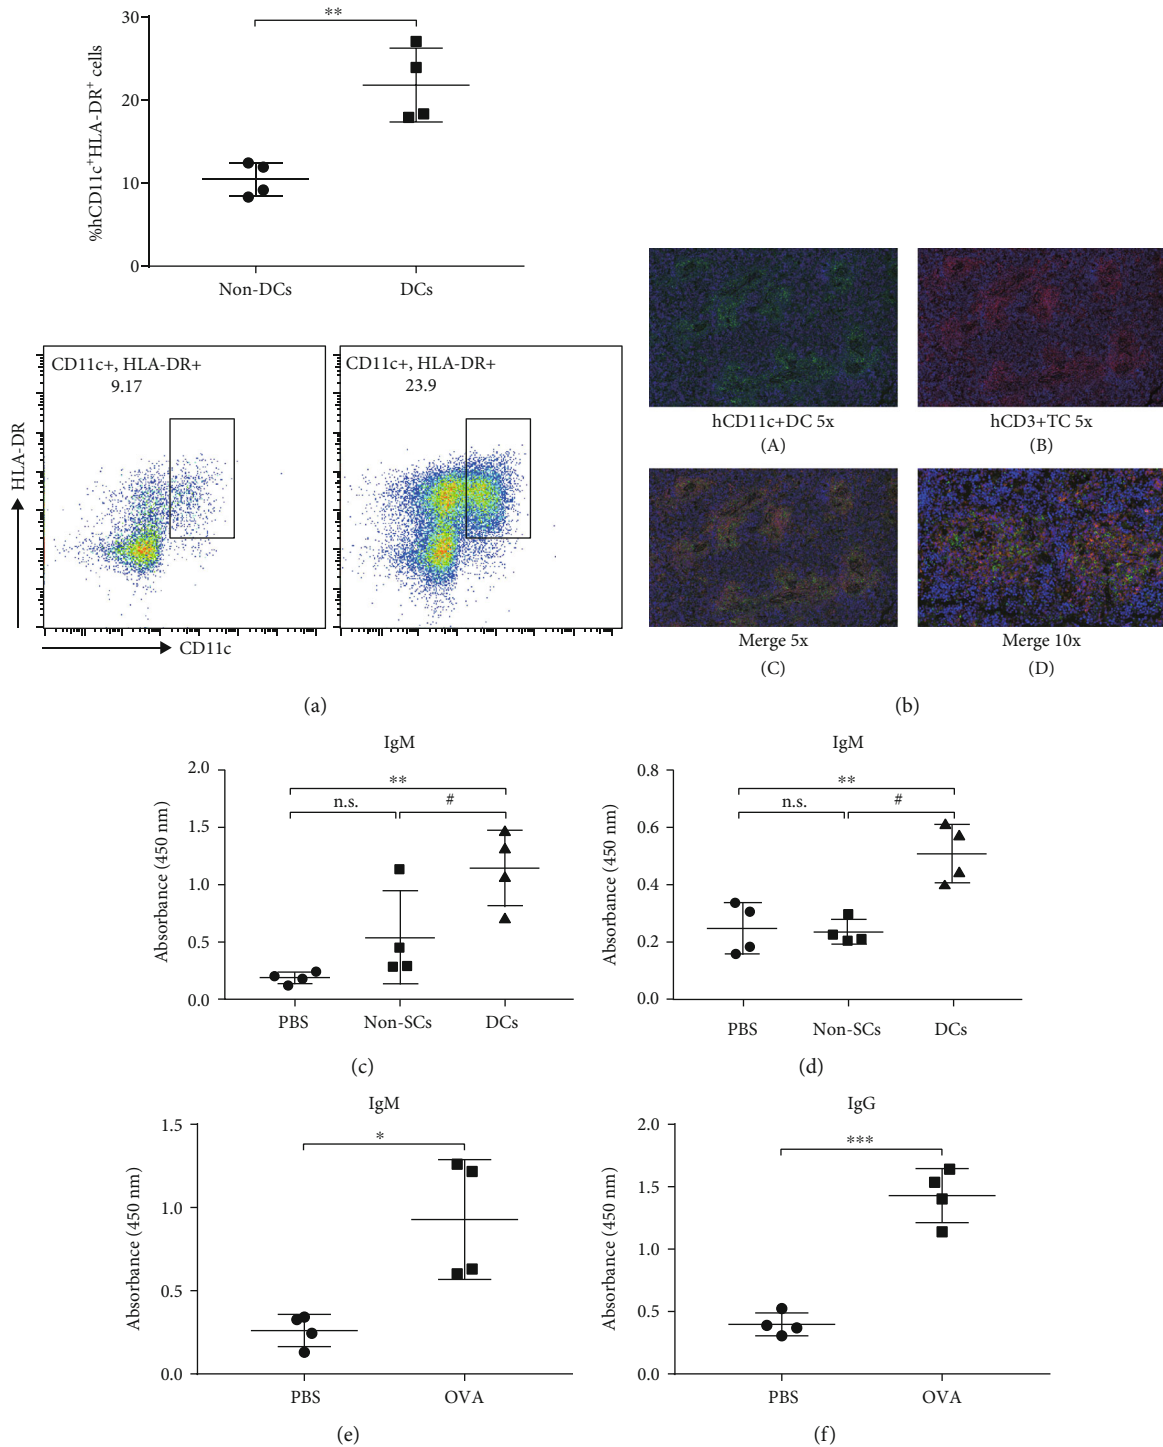 **
30
20
10
0
%hCD11c⁺HLA-DR⁺ cells
Non-DCs
DCs
CD11c+, HLA-DR+
9.17
CD11c+, HLA-DR+
23.9
HLA-DR
CD11c
(a)
hCD11c+DC 5x
(A)
hCD3+TC 5x
(B)
Merge 5x
(C)
Merge 10x
(D)
(b)
IgM
2.0
1.5
1.0
0.5
0.0
Absorbance (450 nm)
**
n.s.
#
PBS
Non-SCs
DCs
(c)
IgM
0.8
0.6
0.4
0.2
0.0
Absorbance (450 nm)
**
n.s.
#
PBS
Non-SCs
DCs
(d)
IgM
1.5
1.0
0.5
0.0
Absorbance (450 nm)
*
PBS
OVA
(e)
IgG
2.0
1.5
1.0
0.5
0.0
Absorbance (450 nm)
***
PBS
OVA
(f)